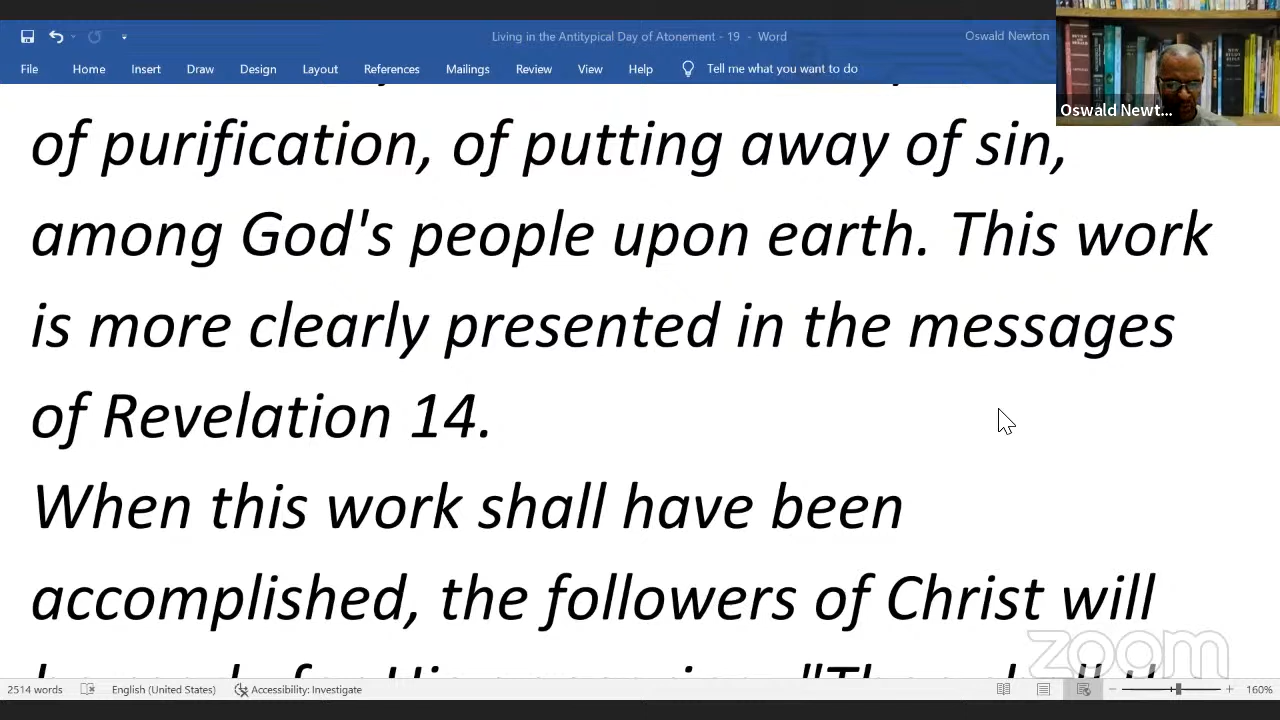 Living in the Antitypical Day of Atonement - 19 - Word
Oswald Newton
File Home Insert Draw Design Layout References Mailings Review View Help Tell me what you want to do
Oswald Newt...
of purification, of putting away of sin,
among God's people upon earth. This work
is more clearly presented in the messages
of Revelation 14.
When this work shall have been
accomplished, the followers of Christ will
zoom
2514 words English (United States) Accessibility: Investigate 160%